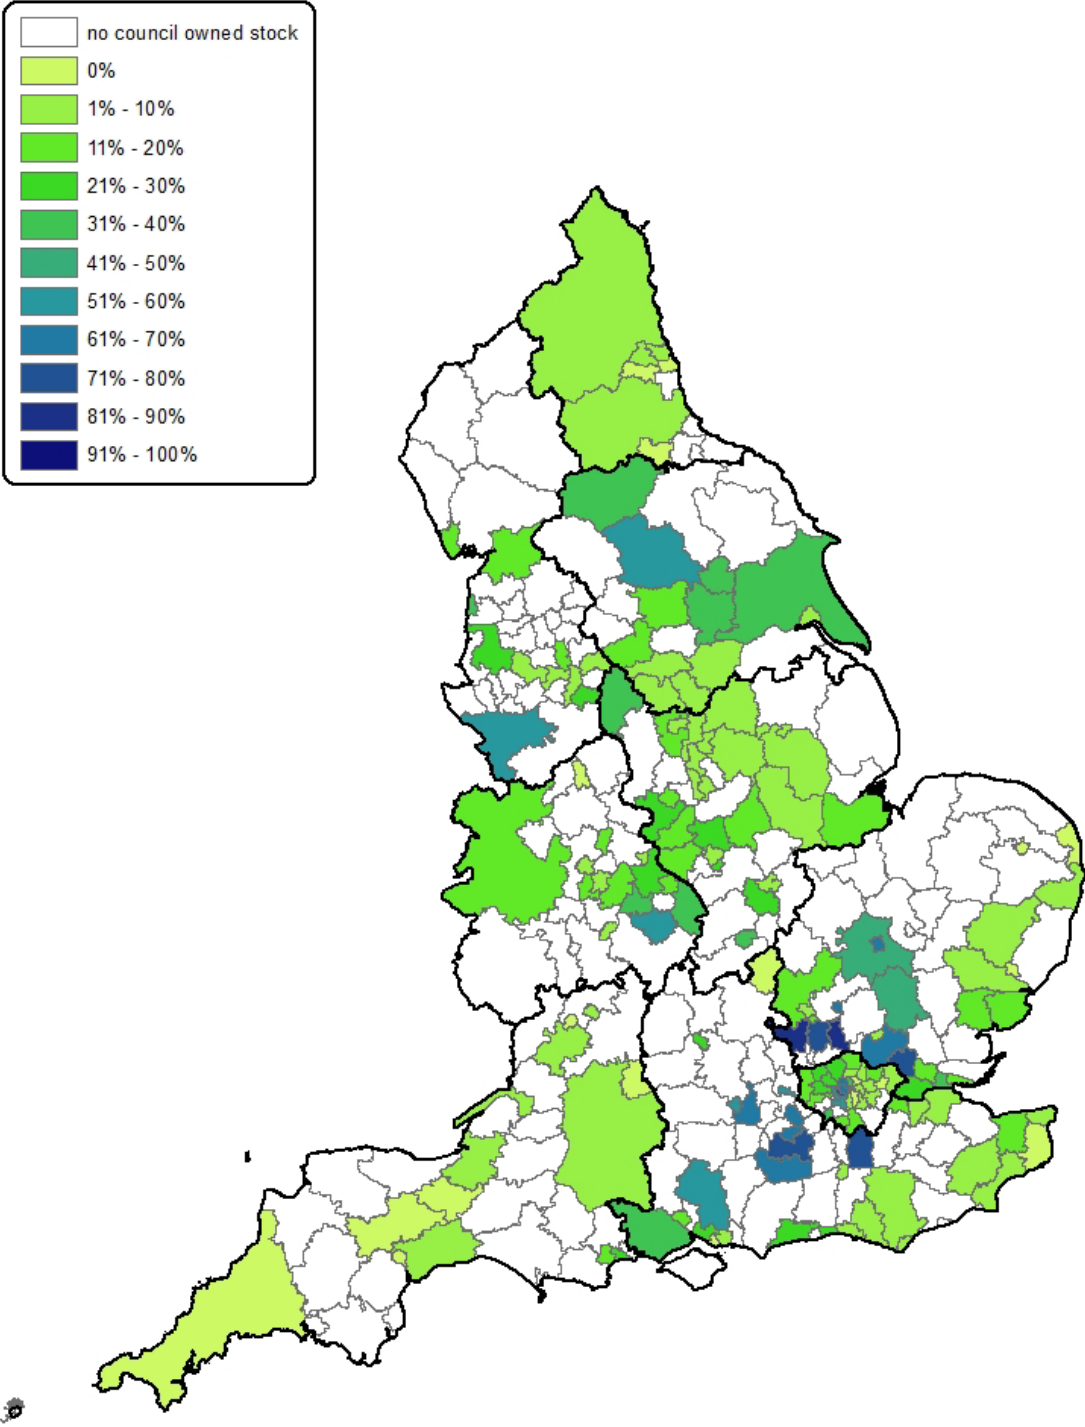 no council owned stock
0%
1% - 10%
11% - 20%
21% - 30%
31% - 40%
41% - 50%
51% - 60%
61% - 70%
71% - 80%
81% - 90%
91% - 100%